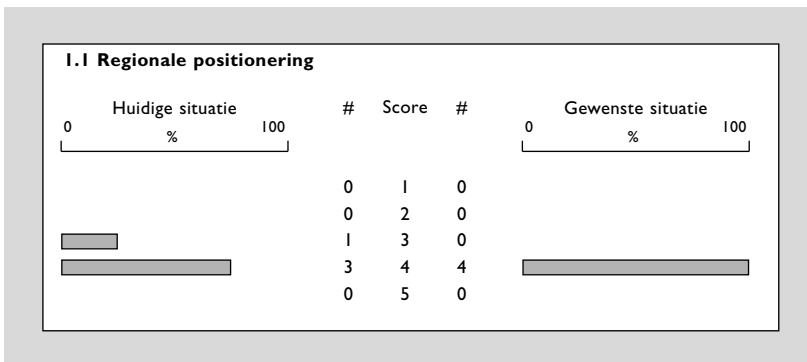 1.1 Regionale positionering
Huidige situatie # Score # Gewenste situatie
0 % 100 0 % 100
0 1 0
0 2 0
1 3 0
3 4 4
0 5 0